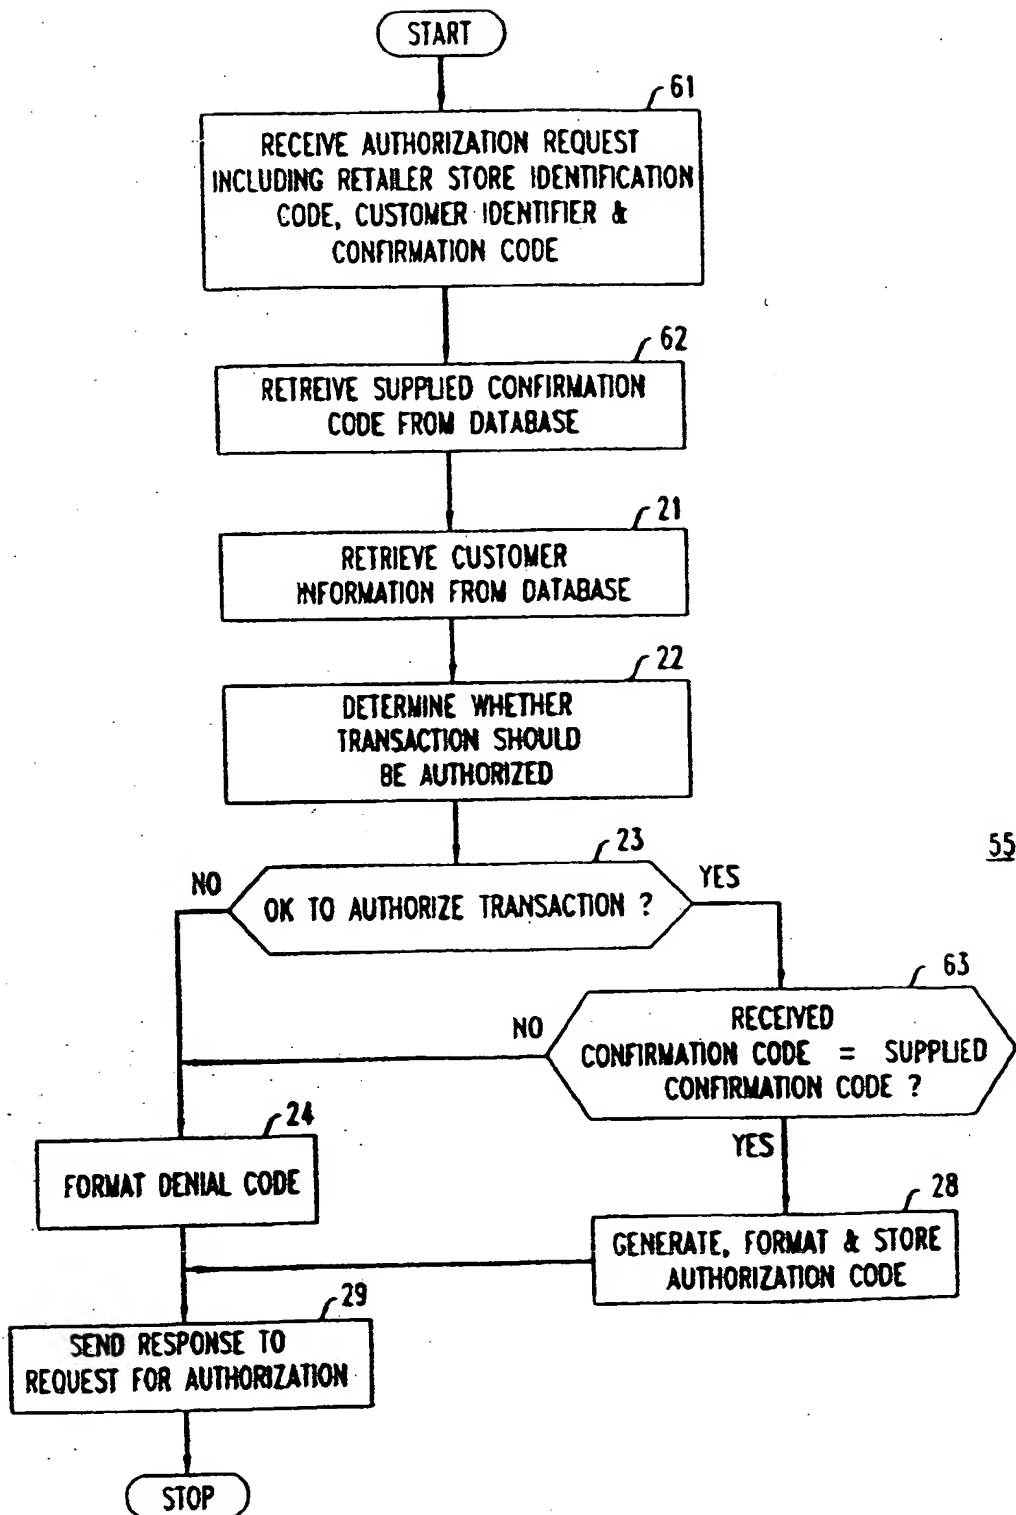 START
61
RECEIVE AUTHORIZATION REQUEST
INCLUDING RETAILER STORE IDENTIFICATION
CODE, CUSTOMER IDENTIFIER &
CONFIRMATION CODE
62
RETREIVE SUPPLIED CONFIRMATION
CODE FROM DATABASE
21
RETRIEVE CUSTOMER
INFORMATION FROM DATABASE
22
DETERMINE WHETHER
TRANSACTION SHOULD
BE AUTHORIZED
23
55
NO
YES
OK TO AUTHORIZE TRANSACTION ?
63
NO
RECEIVED
CONFIRMATION CODE = SUPPLIED
CONFIRMATION CODE ?
24
YES
FORMAT DENIAL CODE
28
GENERATE, FORMAT & STORE
AUTHORIZATION CODE
29
SEND RESPONSE TO
REQUEST FOR AUTHORIZATION
STOP